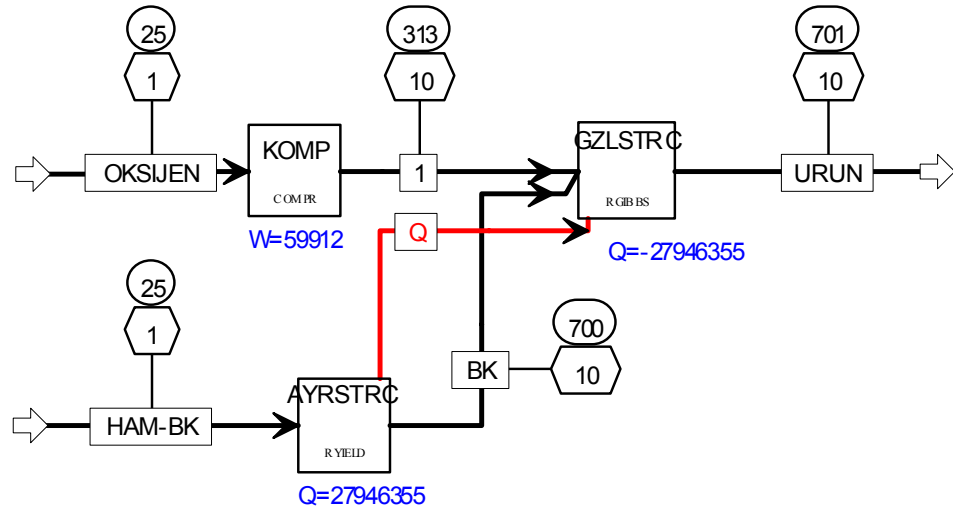 25
1
313
10
701
10
OKSIJEN
KOMP
COMPR
W=59912
1
GZLSTRC
RGIBBS
Q=-27946355
URUN
Q
25
1
700
10
BK
HAM-BK
AYRSTRC
RYIELD
Q=27946355